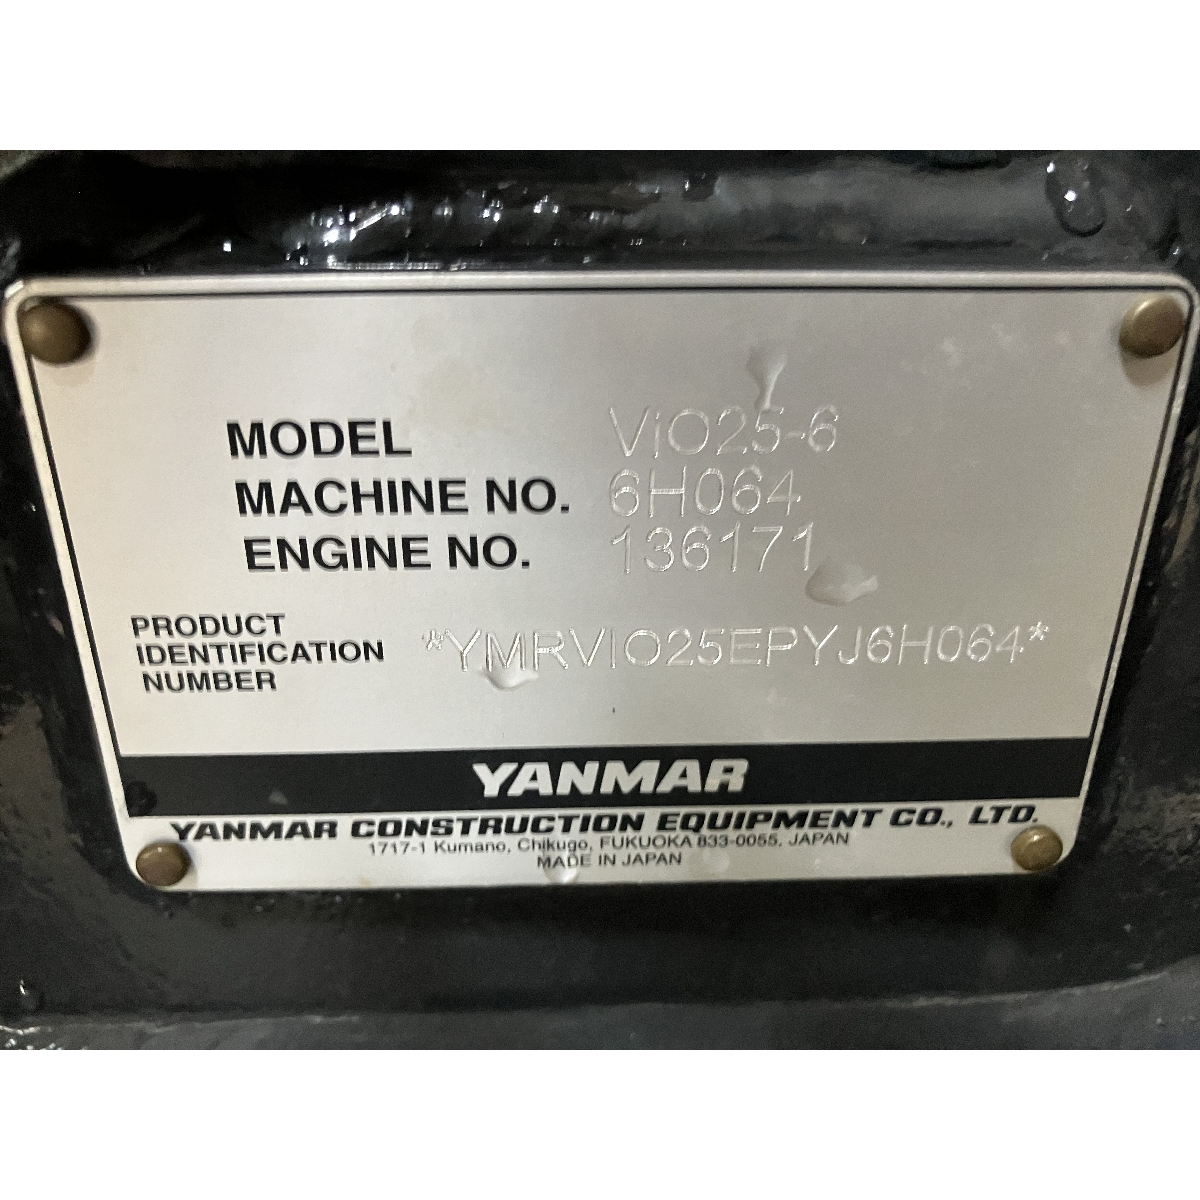 MODEL ViO25-6
MACHINE NO. 6H064
ENGINE NO. 136171
PRODUCT
IDENTIFICATION *YMRVIO25EPYJ6H064*
NUMBER
YANMAR
YANMAR CONSTRUCTION EQUIPMENT CO., LTD.
1717-1 Kumano, Chikugo, FUKUOKA 833-0055, JAPAN
MADE IN JAPAN